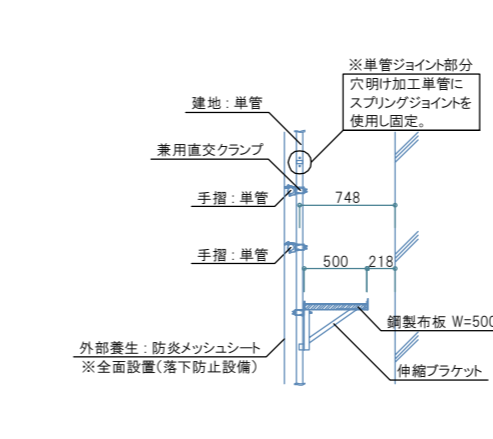 ※単管ジョイント部分
穴明け加工単管に
スプリングジョイントを
使用し固定。
建地：単管
兼用直交クランプ
手摺：単管
748
手摺：単管
500
218
鋼製布板 W=500
外部養生：防炎メッシュシート
※全面設置(落下防止設備)
伸縮ブラケット